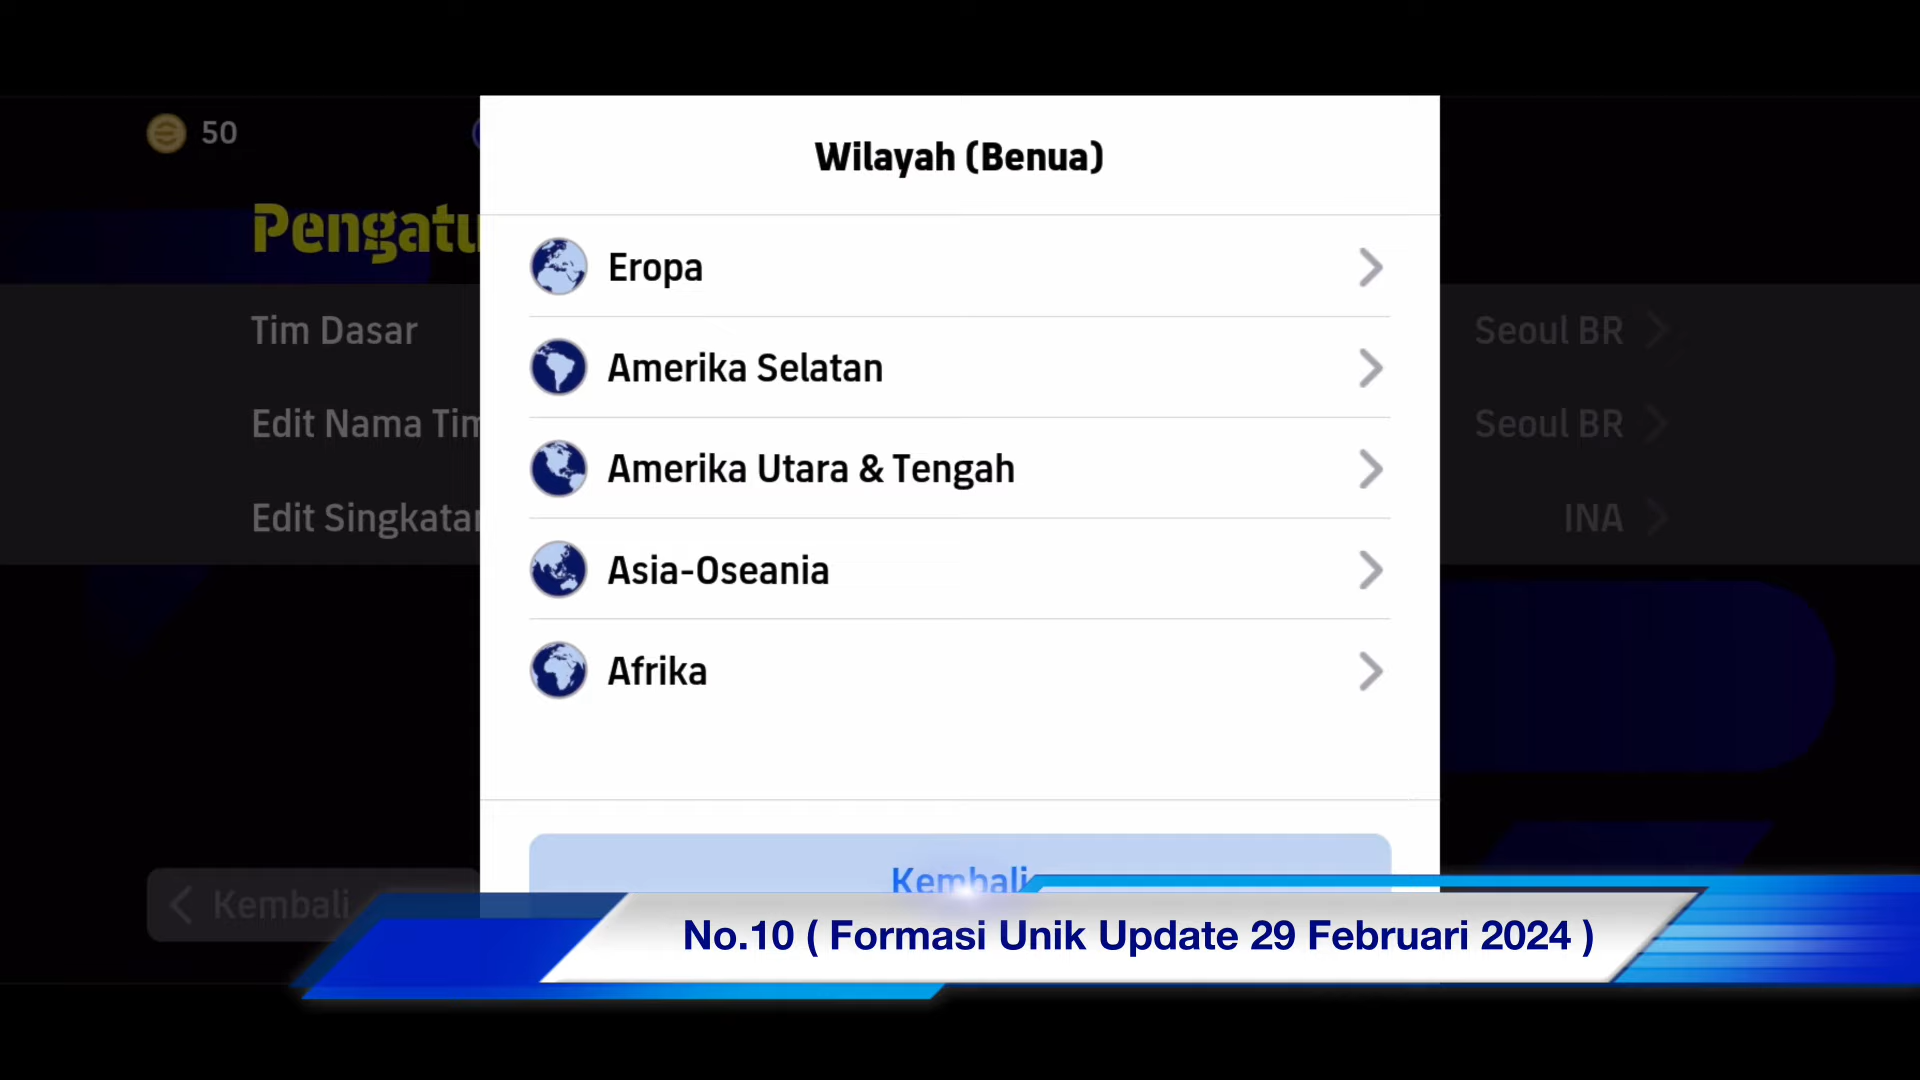 50
Wilayah (Benua)
Pengatu
Eropa
Tim Dasar
Seoul BR
Amerika Selatan
Edit Nama Tim
Seoul BR
Amerika Utara & Tengah
Edit Singkatan
INA
Asia-Oseania
Afrika
Kembali
Kembali
No.10 ( Formasi Unik Update 29 Februari 2024 )